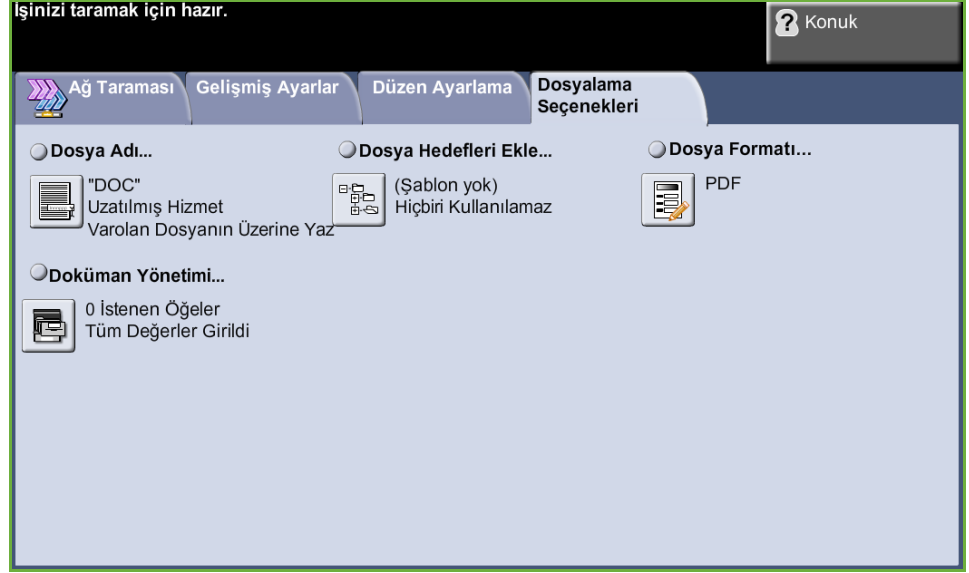 İşinizi taramak için hazır.
? Konuk
Ağ Taraması
Gelişmiş Ayarlar
Düzen Ayarlama
Dosyalama
Seçenekleri
Dosya Adı...
"DOC"
Uzatılmış Hizmet
Varolan Dosyanın Üzerine Yaz
Dosya Hedefleri Ekle...
(Şablon yok)
Hiçbiri Kullanılamaz
Dosya Formatı...
PDF
Doküman Yönetimi...
0 İstenen Öğeler
Tüm Değerler Girildi